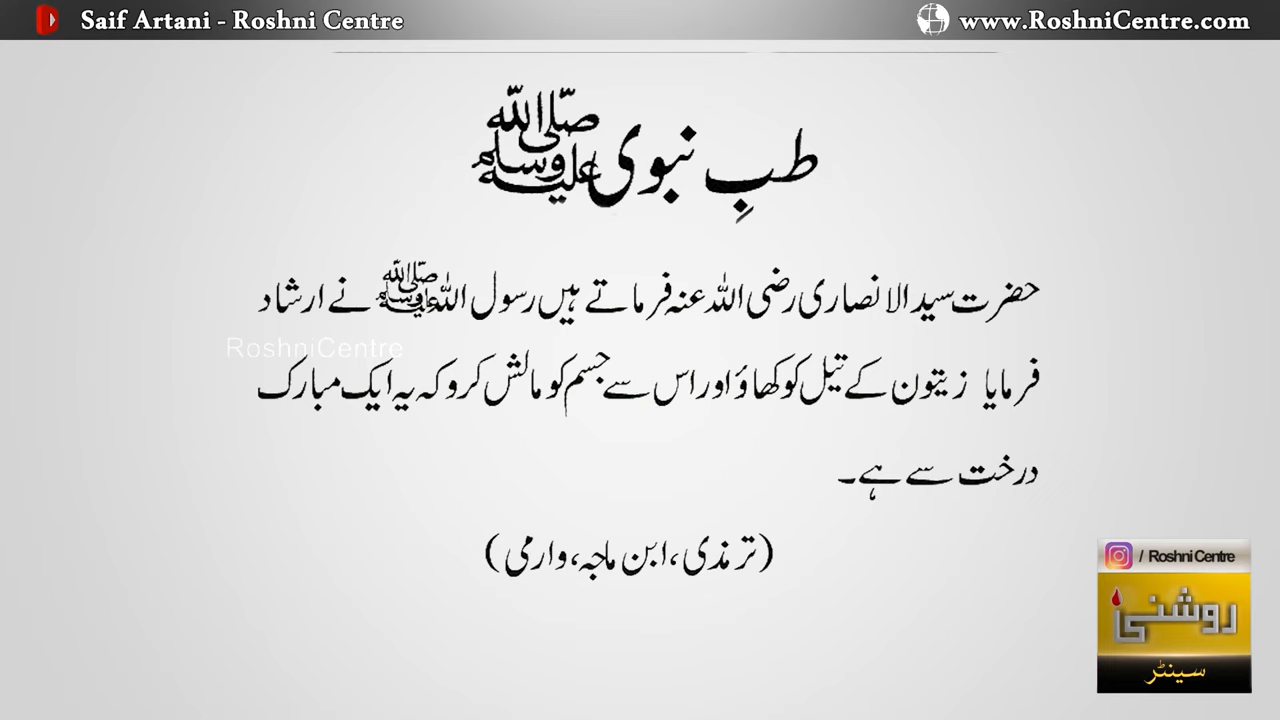 Saif Artani - Roshni Centre
www.RoshniCentre.com
طبِ نبوی ﷺ
حضرت سید الانصاری رضی اللہ عنہ فرماتے ہیں رسول اللہ ﷺ نے ارشاد
RoshniCentre
فرمایا زیتون کے تیل کو کھاؤ اور اس سے جسم کو مالش کرو کہ یہ ایک مبارک
درخت سے ہے۔
(ترمذی، ابن ماجہ، وارمی)
/ Roshni Centre
روشنی
سینٹر